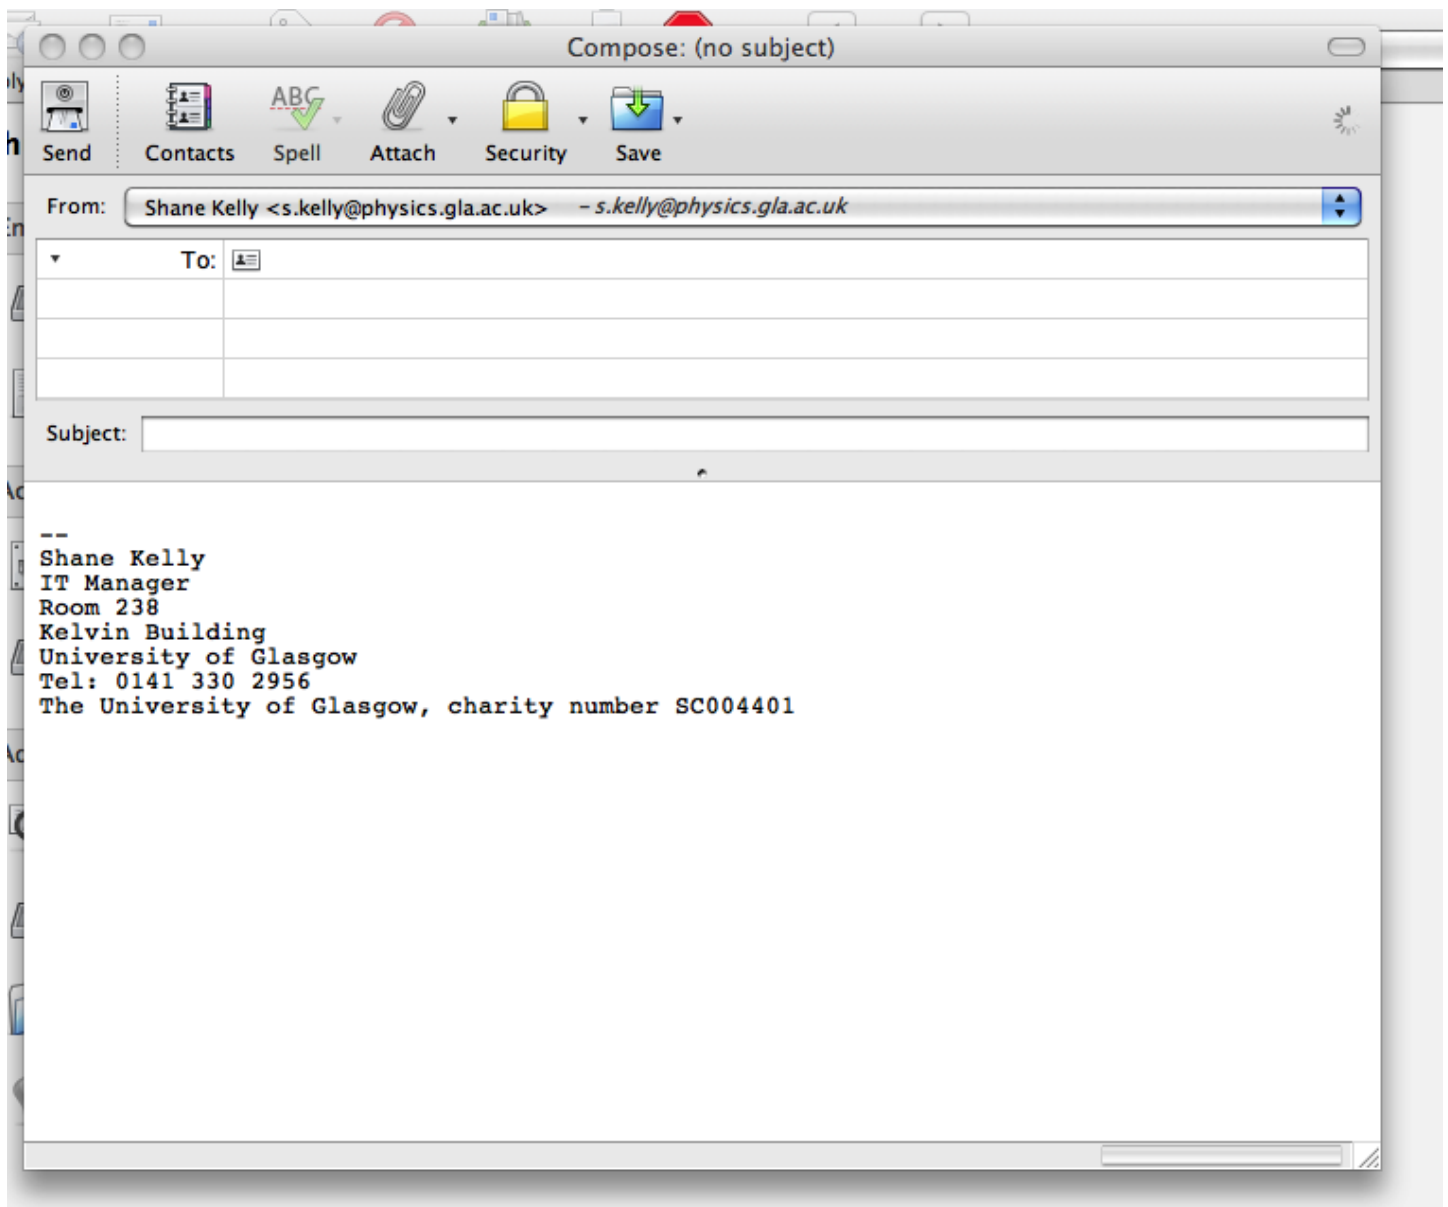 Compose: (no subject)
ABC
Send
Contacts
Spell
Attach
Security
Save
From: Shane Kelly <s.kelly@physics.gla.ac.uk> – s.kelly@physics.gla.ac.uk
To:
Subject:
--
Shane Kelly
IT Manager
Room 238
Kelvin Building
University of Glasgow
Tel: 0141 330 2956
The University of Glasgow, charity number SC004401